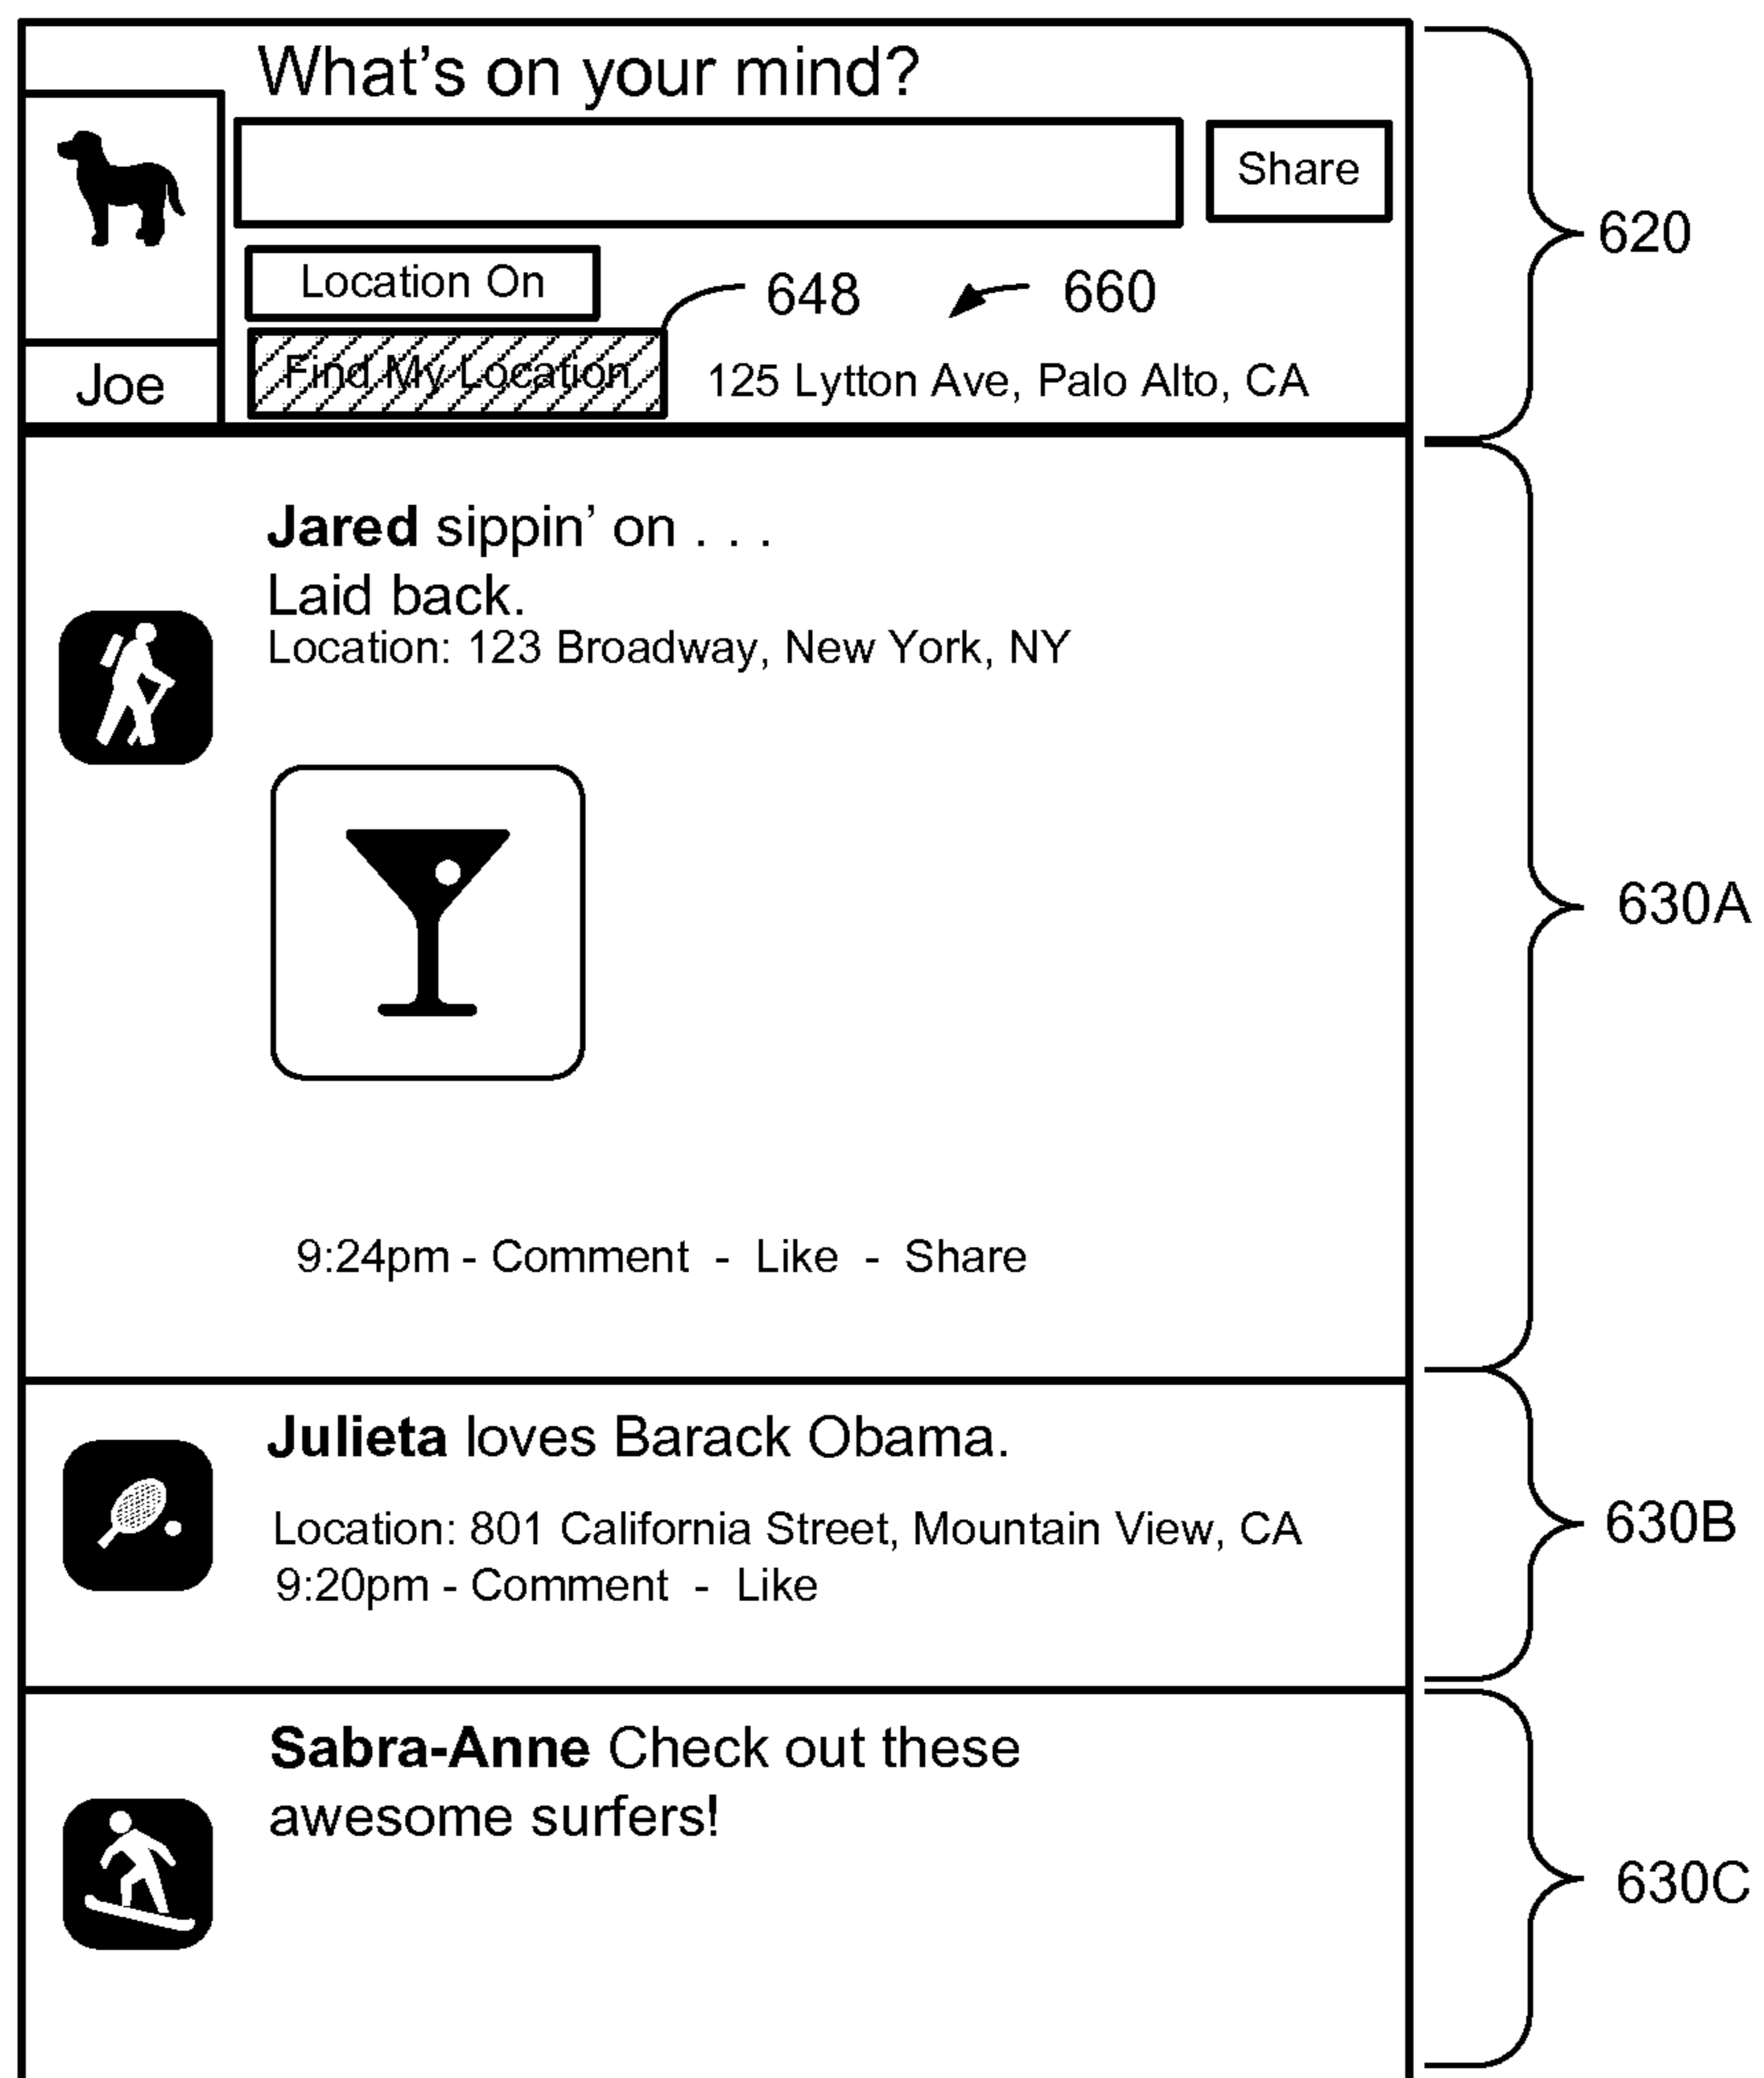 What's on your mind?
Share
Location On
648
660
620
Joe
Find My Location
125 Lytton Ave, Palo Alto, CA
Jared sippin' on . . .
Laid back.
Location: 123 Broadway, New York, NY
630A
9:24pm - Comment - Like - Share
Julieta loves Barack Obama.
Location: 801 California Street, Mountain View, CA
9:20pm - Comment - Like
630B
Sabra-Anne Check out these
awesome surfers!
630C